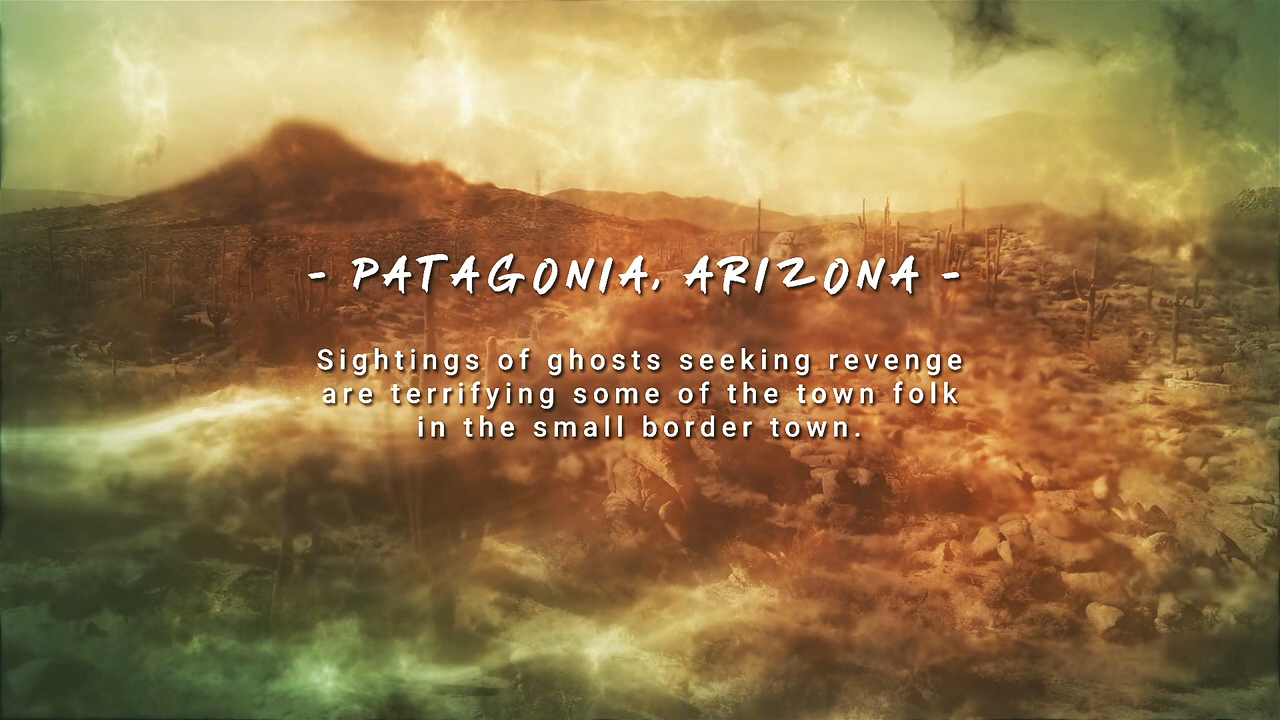 - PATAGONIA, ARIZONA -
Sightings of ghosts seeking revenge
are terrifying some of the town folk
in the small border town.